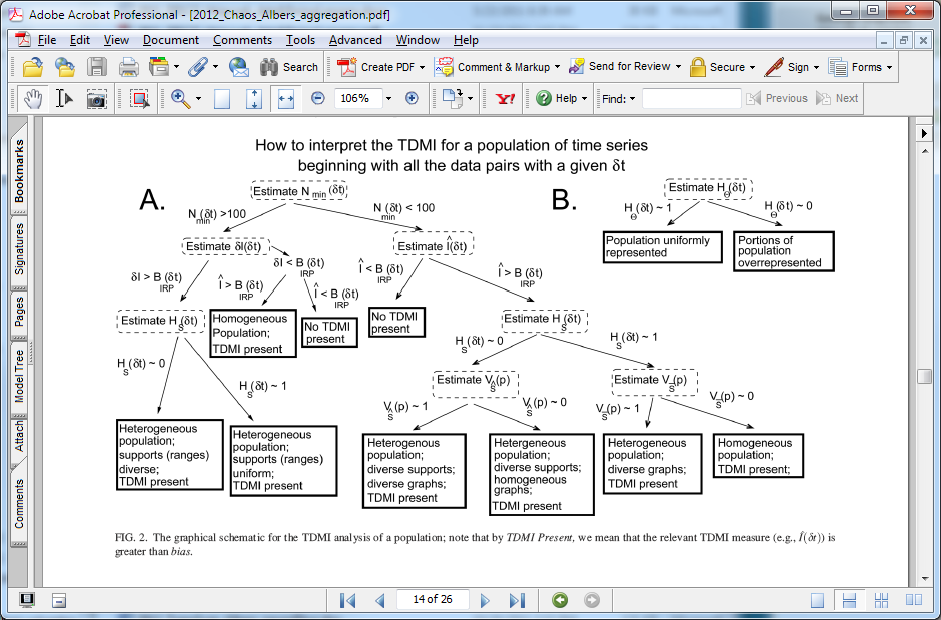 Adobe Acrobat Professional - [2012_Chaos_Albers_aggregation.pdf]
File Edit View Document Comments Tools Advanced Window Help
Search Create PDF Comment & Markup Send for Review Secure Sign Forms
106% Y! Help Find: Previous Next
Bookmarks
Signatures
Pages
Model Tree
Attach
Comments
How to interpret the TDMI for a population of time series
beginning with all the data pairs with a given δt
A.
Estimate N min (δt)
N min (δt) >100
N min (δt) < 100
Estimate δI(δt)
Estimate Î(δt)
δI > B IRP (δt)
δI < B IRP (δt)
Î > B IRP (δt)
Î < B IRP (δt)
Î < B IRP (δt)
Î > B IRP (δt)
Estimate H S (δt)
Homogeneous
Population;
TDMI present
No TDMI
present
No TDMI
present
Estimate H S (δt)
H S (δt) ~ 0
H S (δt) ~ 1
H S (δt) ~ 0
H S (δt) ~ 1
Estimate V Ŝ (p)
Estimate V S̅ (p)
V Ŝ (p) ~ 1
V Ŝ (p) ~ 0
V S̅ (p) ~ 1
V S̅ (p) ~ 0
Heterogeneous
population;
supports (ranges)
diverse;
TDMI present
Heterogeneous
population;
supports (ranges)
uniform;
TDMI present
Heterogenous
population;
diverse supports;
diverse graphs;
TDMI present
Hetergeneous
population;
diverse supports;
homogeneous
graphs;
TDMI present
Heterogeneous
population;
diverse graphs;
TDMI present
Homogeneous
population;
TDMI present;
B.
Estimate H Θ (δt)
H Θ (δt) ~ 1
H Θ (δt) ~ 0
Population uniformly
represented
Portions of
population
overrepresented
FIG. 2. The graphical schematic for the TDMI analysis of a population; note that by TDMI Present, we mean that the relevant TDMI measure (e.g., Î(δt)) is
greater than bias.
14 of 26